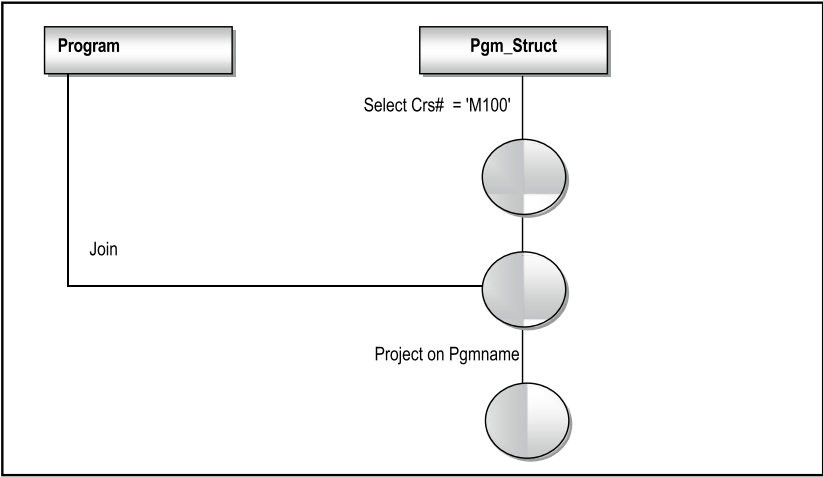 Program
Pgm_Struct
Select Crs# = 'M100'
Join
Project on Pgmname